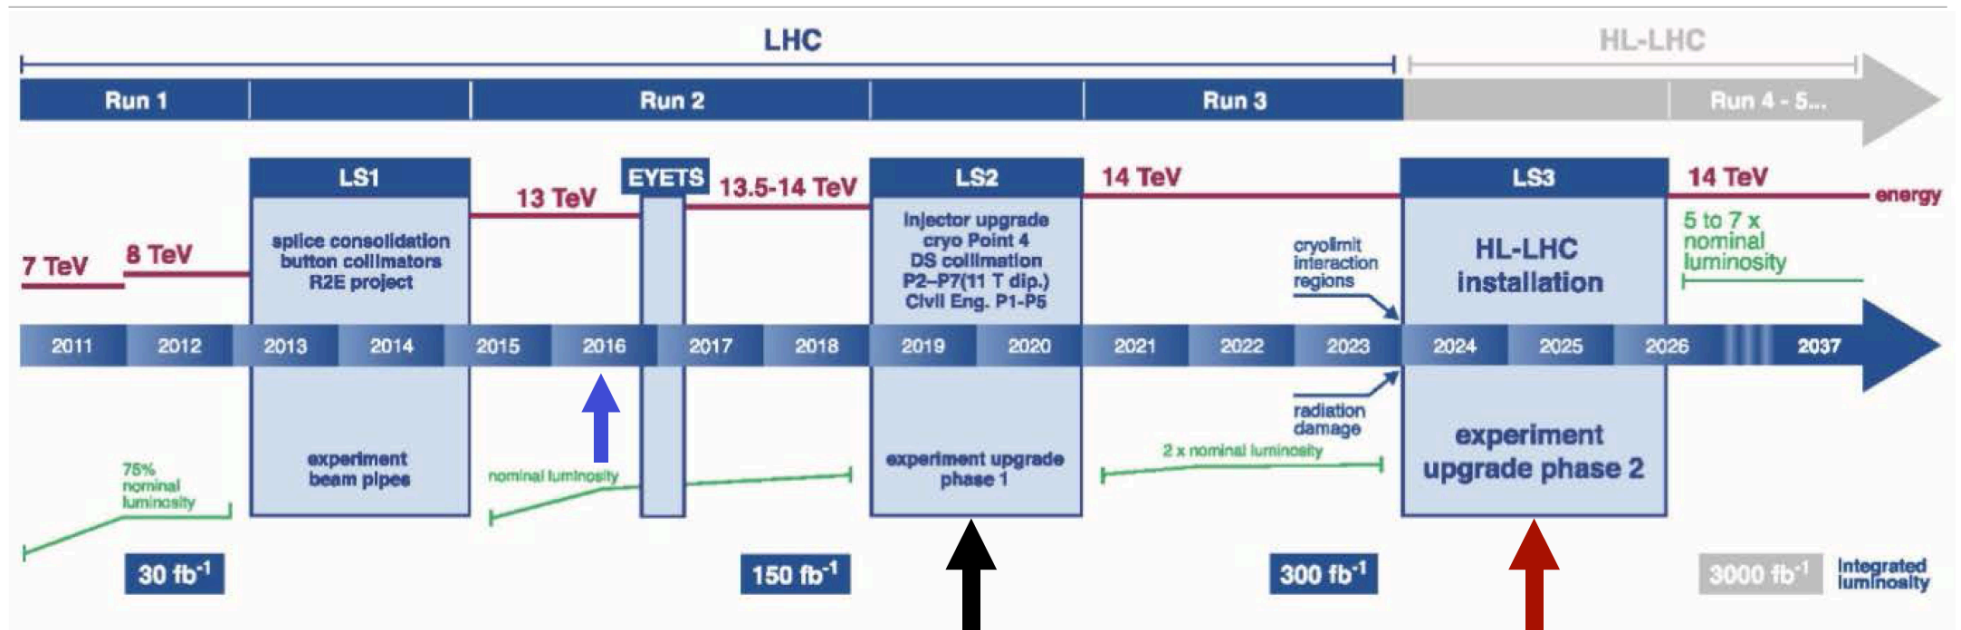 LHC
HL-LHC
Run 1
Run 2
Run 3
Run 4 - 5...
LS1
EYETS
LS2
LS3
7 TeV
8 TeV
13 TeV
13.5-14 TeV
14 TeV
14 TeV
energy
splice consolidation
button collimators
R2E project
injector upgrade
cryo Point 4
DS collimation
P2–P7(11 T dip.)
Civil Eng. P1-P5
cryolimit
interaction
regions
HL-LHC
installation
5 to 7 x
nominal
luminosity
2011
2012
2013
2014
2015
2016
2017
2018
2019
2020
2021
2022
2023
2024
2025
2026
2037
75%
nominal
luminosity
experiment
beam pipes
nominal luminosity
experiment upgrade
phase 1
2 x nominal luminosity
radiation
damage
experiment
upgrade phase 2
30 fb⁻¹
150 fb⁻¹
300 fb⁻¹
3000 fb⁻¹
Integrated
luminosity